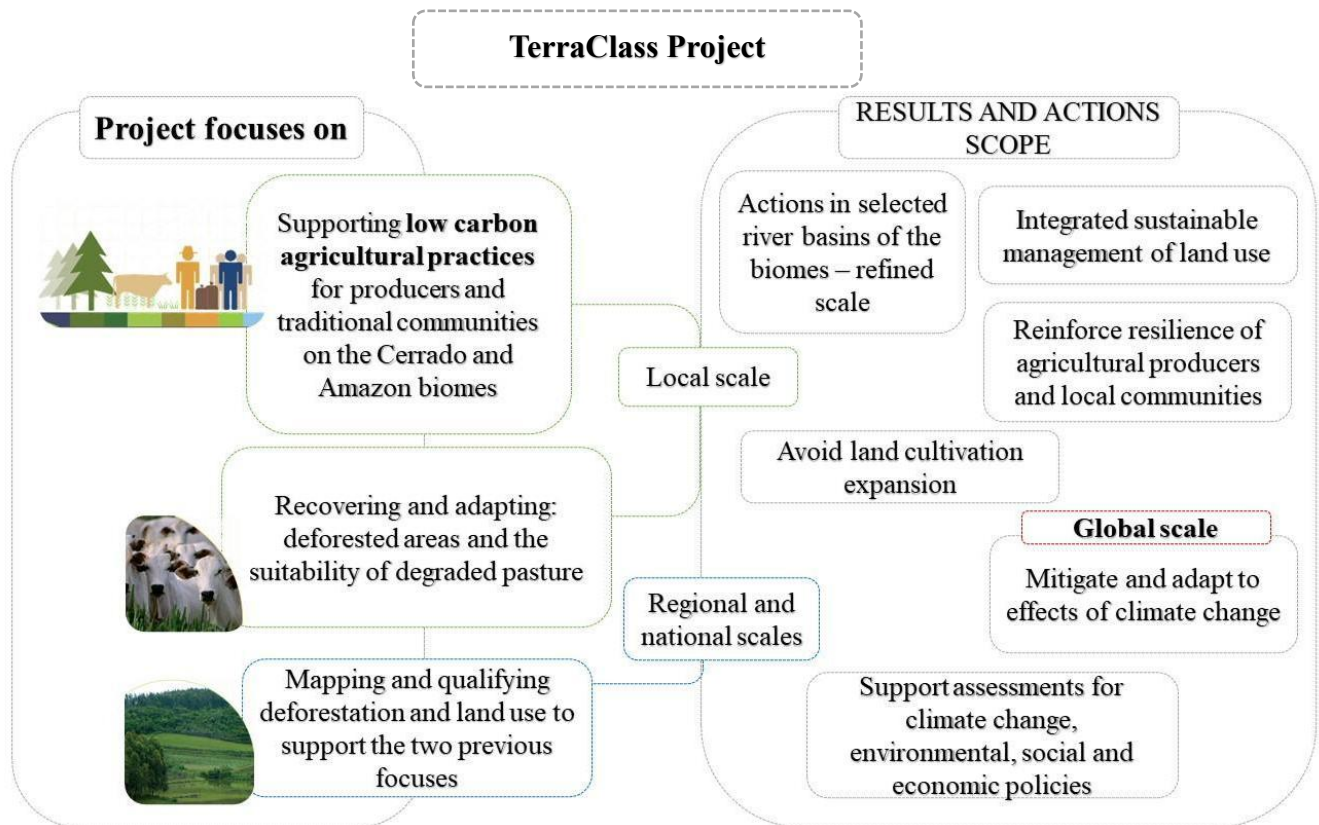 TerraClass Project
Project focuses on
Supporting low carbon
agricultural practices
for producers and
traditional communities
on the Cerrado and
Amazon biomes
Recovering and adapting:
deforested areas and the
suitability of degraded pasture
Mapping and qualifying
deforestation and land use to
support the two previous
focuses
Local scale
Regional and
national scales
RESULTS AND ACTIONS
SCOPE
Actions in selected
river basins of the
biomes – refined
scale
Integrated sustainable
management of land use
Reinforce resilience of
agricultural producers
and local communities
Avoid land cultivation
expansion
Global scale
Mitigate and adapt to
effects of climate change
Support assessments for
climate change,
environmental, social and
economic policies